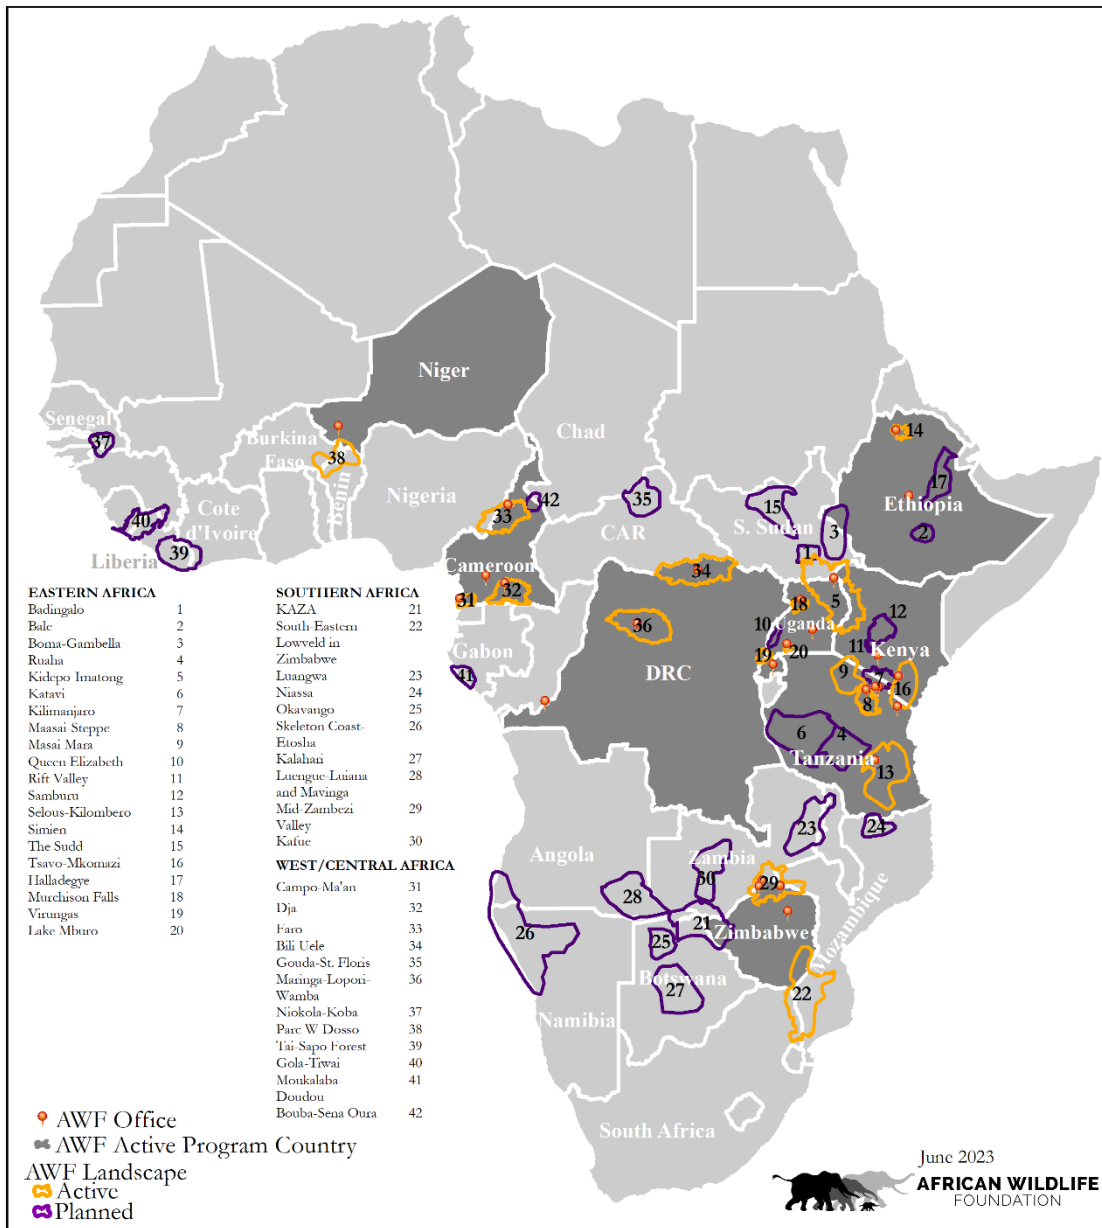 Niger
Senegal
37
Burkina
Faso
38
Benin
Nigeria
Chad
Cote
d'Ivoire
40
39
Liberia
33
42
35
CAR
15
S. Sudan
14
17
Ethiopia
3
2
1
Cameroon
31
32
34
36
5
18
Uganda
10
19
20
12
11
Kenya
9
7
16
8
Gabon
41
DRC
6
4
Tanzania
13
23
24
Angola
Zambia
30
29
28
21
26
25
Zimbabwe
Mozambique
Botswana
27
22
Namibia
South Africa
EASTERN AFRICA
Badingalo 1
Bale 2
Boma-Gambella 3
Ruaha 4
Kidepo Imatong 5
Katavi 6
Kilimanjaro 7
Maasai-Steppe 8
Masai Mara 9
Queen Elizabeth 10
Rift Valley 11
Samburu 12
Selous-Kilombero 13
Simien 14
The Sudd 15
Tsavo-Mkomazi 16
Halladegye 17
Murchison Falls 18
Virungas 19
Lake Mburo 20
SOUTHERN AFRICA
KAZA 21
South-Eastern 22
Lowveld in
Zimbabwe
Luangwa 23
Niassa 24
Okavango 25
Skeleton Coast- 26
Etosha
Kalahari 27
Luengue-Luiana 28
and Mavinga
Mid-Zambezi 29
Valley
Kafue 30
WEST/CENTRAL AFRICA
Campo-Ma'an 31
Dja 32
Faro 33
Bili Uele 34
Gouda-St. Floris 35
Maringa-Lopori- 36
Wamba
Niokola-Koba 37
Parc W Dosso 38
Tai-Sapo Forest 39
Gola-Tiwai 40
Moukalaba- 41
Doudou
Bouba-Sena Oura 42
AWF Office
AWF Active Program Country
AWF Landscape
Active
Planned
June 2023
AFRICAN WILDLIFE
FOUNDATION